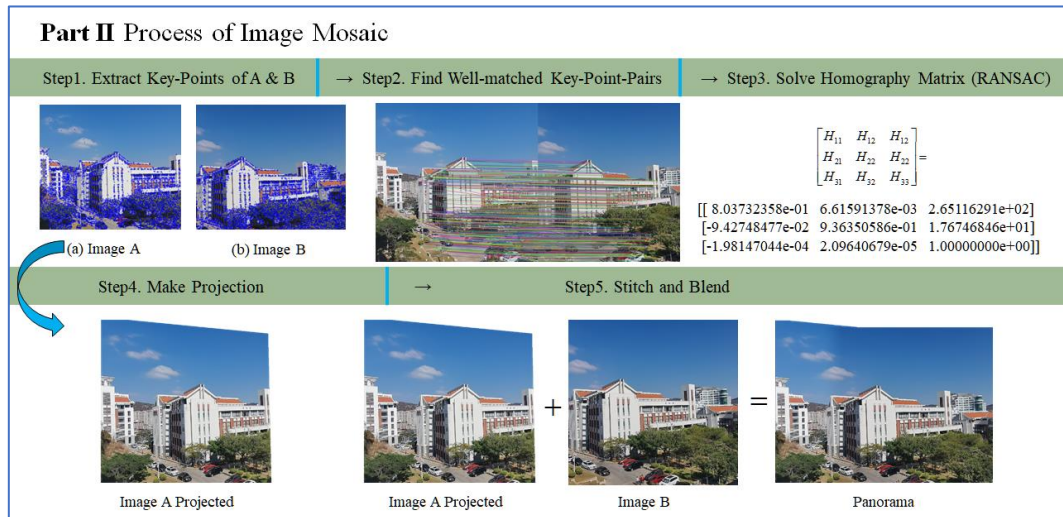 Part II Process of Image Mosaic
Step1. Extract Key-Points of A & B → Step2. Find Well-matched Key-Point-Pairs → Step3. Solve Homography Matrix (RANSAC)
H₁₁ H₁₂ H₁₂
H₂₁ H₂₂ H₂₂ =
H₃₁ H₃₂ H₃₃
[[ 8.03732358e-01 6.61591378e-03 2.65116291e+02]
[-9.42748477e-02 9.36350586e-01 1.76746846e+01]
[-1.98147044e-04 2.09640679e-05 1.00000000e+00]]
(a) Image A (b) Image B
Step4. Make Projection → Step5. Stitch and Blend
+ =
Image A Projected Image A Projected Image B Panorama